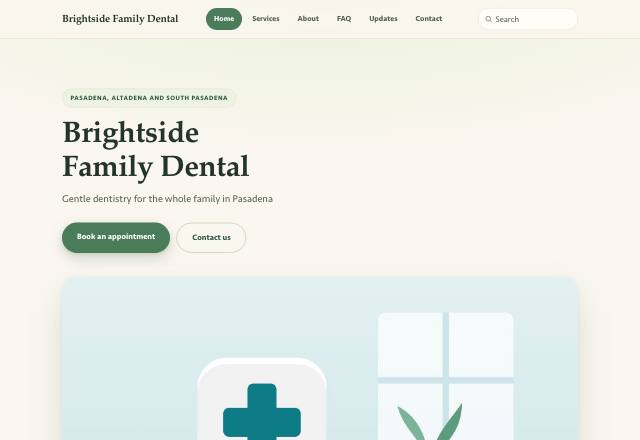 Brightside Family Dental
Home Services About FAQ Updates Contact
Search
PASADENA, ALTADENA AND SOUTH PASADENA
Brightside
Family Dental
Gentle dentistry for the whole family in Pasadena
Book an appointment
Contact us